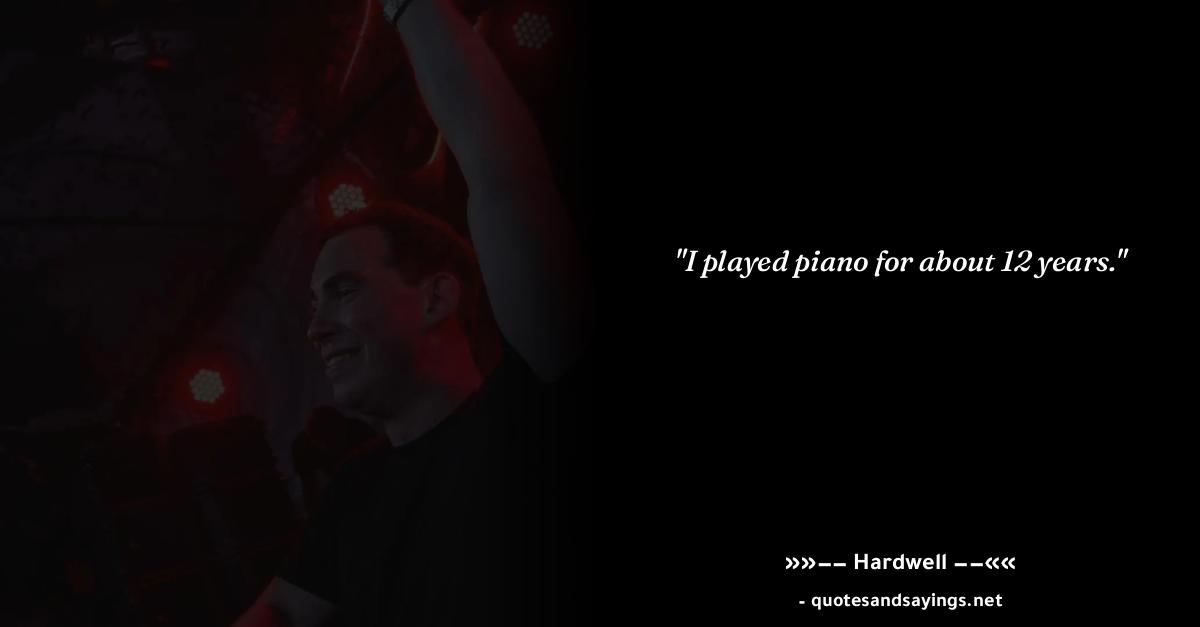 "I played piano for about 12 years."
»»–– Hardwell ––««
- quotesandsayings.net